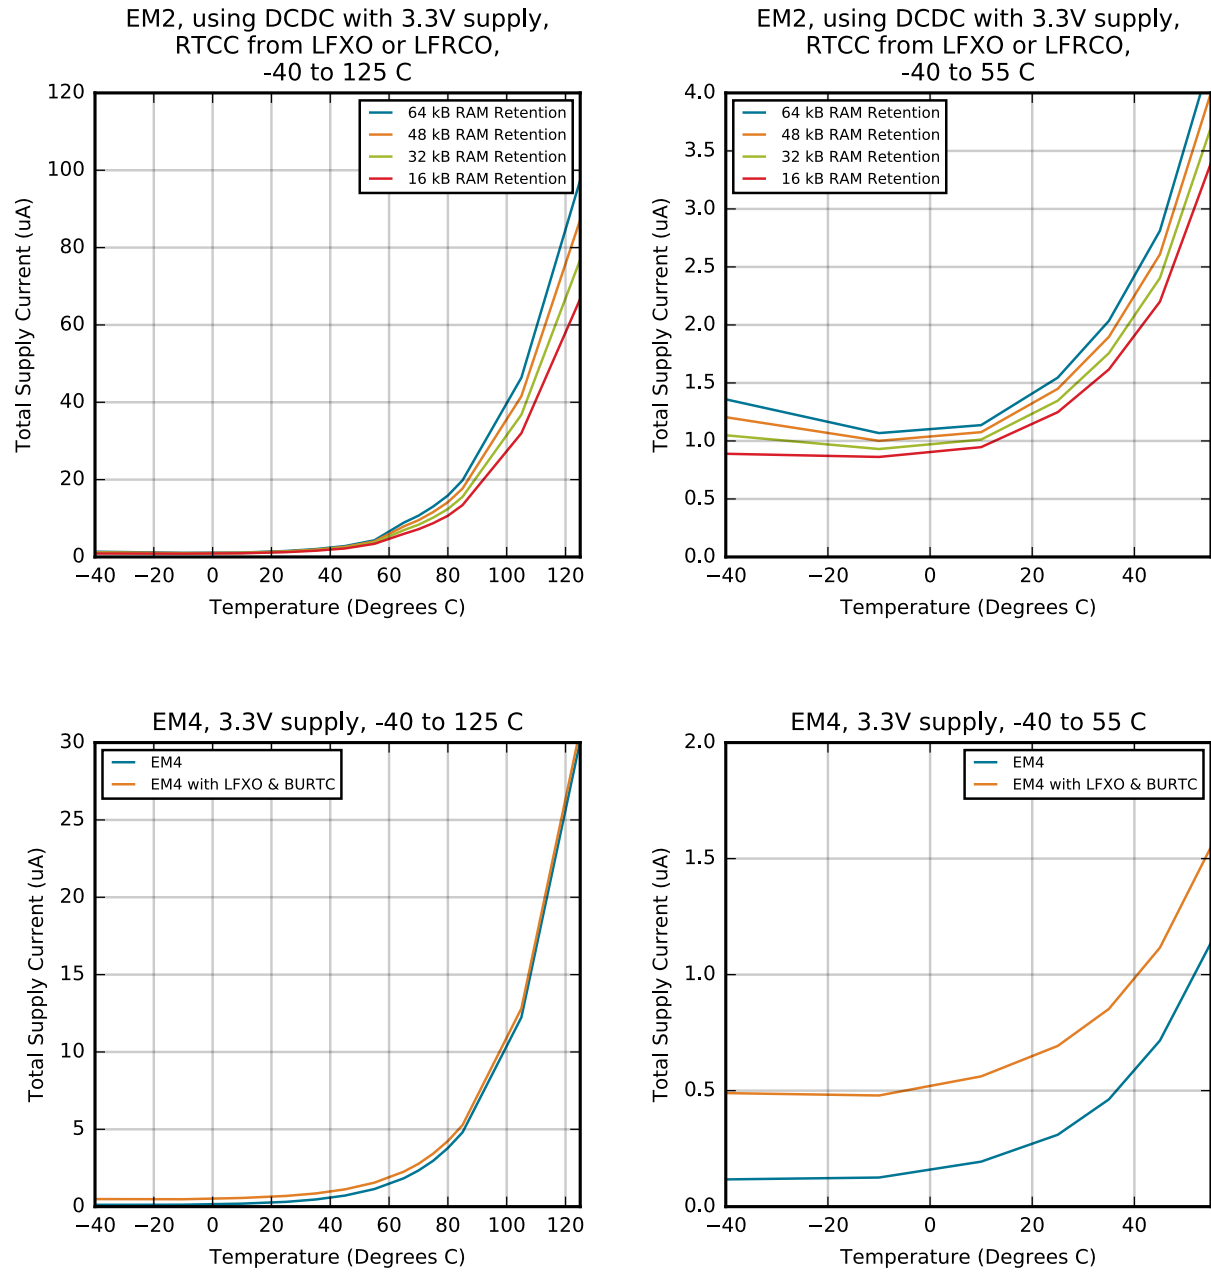 EM2, using DCDC with 3.3V supply,
RTCC from LFXO or LFRCO,
-40 to 125 C
120
100
80
60
40
20
0
Total Supply Current (uA)
64 kB RAM Retention
48 kB RAM Retention
32 kB RAM Retention
16 kB RAM Retention
−40 −20 0 20 40 60 80 100 120
Temperature (Degrees C)
EM2, using DCDC with 3.3V supply,
RTCC from LFXO or LFRCO,
-40 to 55 C
4.0
3.5
3.0
2.5
2.0
1.5
1.0
0.5
0.0
Total Supply Current (uA)
64 kB RAM Retention
48 kB RAM Retention
32 kB RAM Retention
16 kB RAM Retention
−40 −20 0 20 40
Temperature (Degrees C)
EM4, 3.3V supply, -40 to 125 C
30
25
20
15
10
5
0
Total Supply Current (uA)
EM4
EM4 with LFXO & BURTC
−40 −20 0 20 40 60 80 100 120
Temperature (Degrees C)
EM4, 3.3V supply, -40 to 55 C
2.0
1.5
1.0
0.5
0.0
Total Supply Current (uA)
EM4
EM4 with LFXO & BURTC
−40 −20 0 20 40
Temperature (Degrees C)